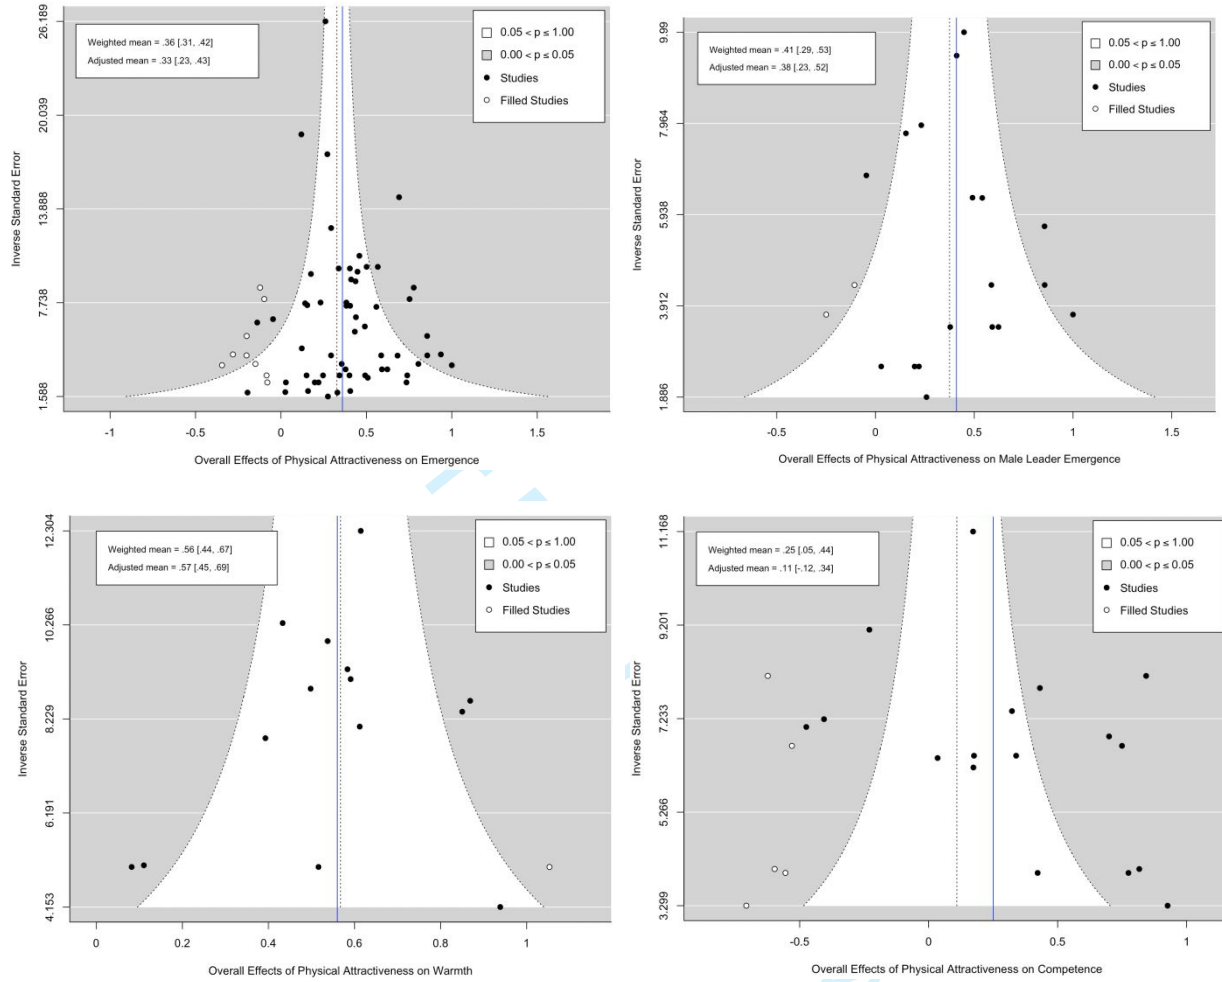 26.189
20.039
13.888
7.738
1.588
Inverse Standard Error
Weighted mean = .36 [.31, .42]
Adjusted mean = .33 [.23, .43]
0.05 < p ≤ 1.00
0.00 < p ≤ 0.05
Studies
Filled Studies
-1
0
0.5
1
1.5
Overall Effects of Physical Attractiveness on Emergence
9.99
7.964
5.938
3.912
1.886
Inverse Standard Error
Weighted mean = .41 [.29, .53]
Adjusted mean = .38 [.23, .52]
0.05 < p ≤ 1.00
0.00 < p ≤ 0.05
Studies
Filled Studies
-0.5
0
0.5
1
1.5
Overall Effects of Physical Attractiveness on Male Leader Emergence
12.304
10.266
8.229
6.191
4.153
Inverse Standard Error
Weighted mean = .56 [.44, .67]
Adjusted mean = .57 [.45, .69]
0.05 < p ≤ 1.00
0.00 < p ≤ 0.05
Studies
Filled Studies
0
0.2
0.4
0.6
0.8
1
Overall Effects of Physical Attractiveness on Warmth
11.168
9.201
7.233
5.266
3.299
Inverse Standard Error
Weighted mean = .25 [.05, .44]
Adjusted mean = .11 [-.12, .34]
0.05 < p ≤ 1.00
0.00 < p ≤ 0.05
Studies
Filled Studies
-0.5
0
0.5
1
Overall Effects of Physical Attractiveness on Competence